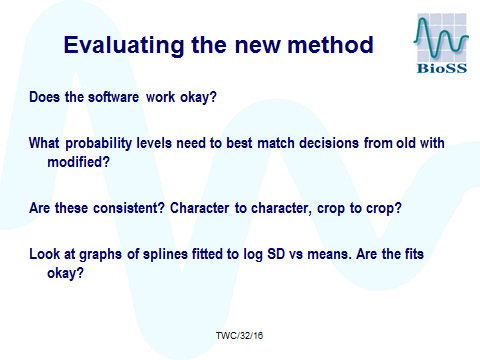 Evaluating the new method
BioSS
Does the software work okay?
What probability levels need to best match decisions from old with
modified?
Are these consistent? Character to character, crop to crop?
Look at graphs of splines fitted to log SD vs means. Are the fits
okay?
TWC/32/16